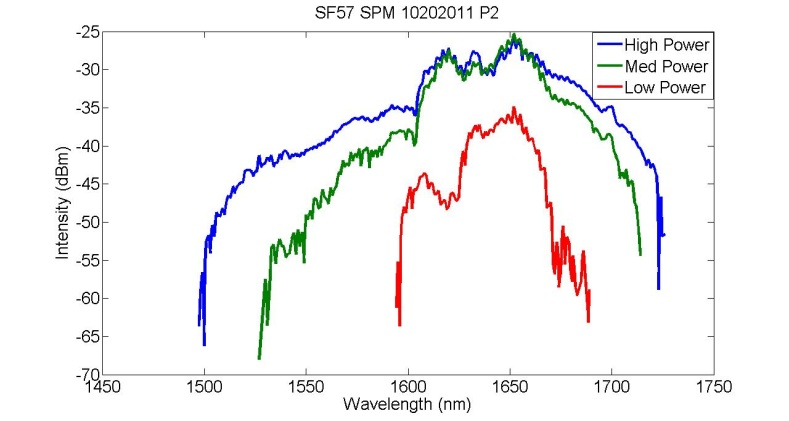 SF57 SPM 10202011 P2
-25
-30
-35
-40
-45
-50
-55
-60
-65
-70
Intensity (dBm)
High Power
Med Power
Low Power
1450 1500 1550 1600 1650 1700 1750
Wavelength (nm)